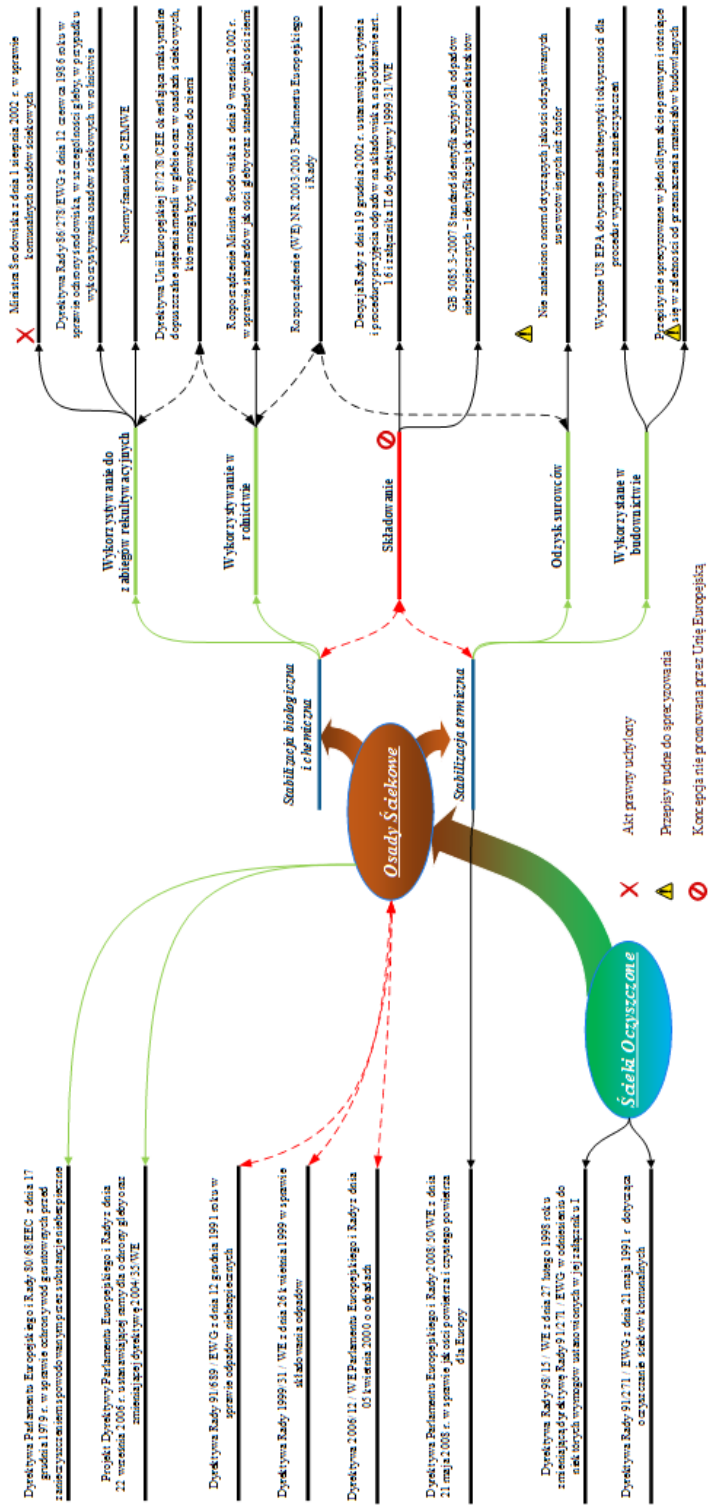 Dyrektywa Parlamentu Europejskiego i Rady 80/68/EEC z dnia 17
grudnia 1979 r. w sprawie ochrony wód gruntowych przed
zanieczyszczeniem spowodowanym przez substancje niebezpieczne
Projekt Dyrektywy Parlamentu Europejskiego i Rady z dnia
22 września 2006 r. ustanawiającej ramy dla ochrony gleby oraz
zmieniającej dyrektywę 2004/35/WE
Dyrektywa Rady 91/689/ EWG z dnia 12 grudnia 1991 roku w
sprawie odpadów niebezpiecznych
Dyrektywa Rady 1999/31/ WE z dnia 26 kwietnia 1999 w sprawie
składowania odpadów
Dyrektywa 2006/12/ WE Parlamentu Europejskiego i Rady z dnia
05 kwietnia 2000 o odpadach
Dyrektywa Parlamentu Europejskiego i Rady 2008/50/WE z dnia
21 maja 2008 r. w sprawie jakości powietrza i czystego powietrza
dla Europy
Dyrektywa Rady 98/15/ WE z dnia 27 lutego 1998 roku
zmieniająca dyrektywę Rady 91/271/ EWG w odniesieniu do
niektórych wymogów ustanowionych w jej załączniku I
Dyrektywa Rady 91/271/ EWG z dnia 21 maja 1991 r. dotycząca
oczyszczania ścieków komunalnych
Ścieki Oczyszczone
Osady Ściekowe
Stabilizacja biologiczna
i chemiczna
Stabilizacja termiczna
Akt prawny uchylony
Przepisy trudne do sprecyzowania
Koncepcja nie promowana przez Unię Europejską
Wykorzystywanie do
zabiegów rekultywacyjnych
Wykorzystywanie w
rolnictwie
Składowanie
Odzysk surowców
Wykorzystane w
budownictwie
Ministra Środowiska z dnia 1 sierpnia 2002 r. w sprawie
komunalnych osadów ściekowych
Dyrektywa Rady 86/278/EWG z dnia 12 czerwca 1986 roku w
sprawie ochrony środowiska, w szczególności gleby, w przypadku
wykorzystywania osadów ściekowych w rolnictwie
Normy francuskie CEMWE
Dyrektywa Unii Europejskiej 87/278/CEE określająca maksymalne
dopuszczalne stężenia metali w glebie oraz w osadach ściekowych,
które mogą być wprowadzone do ziemi
Rozporządzenie Ministra Środowiska z dnia 9 września 2002 r.
w sprawie standardów jakości gleby oraz standardów jakości ziemi
Rozporządzenie (WE) NR 2003/2003 Parlamentu Europejskiego
i Rady
Decyzja Rady z dnia 19 grudnia 2002 r. ustanawiająca kryteria
i procedury przyjęcia odpadów na składowiska, na podstawie art.
16 i załącznika II do dyrektywy 1999/31/WE
GB 5085.3-2007 Standard identyfikacyjny dla odpadów
niebezpiecznych – identyfikacja toksyczności ekstraktów
Nie znaleziono norm dotyczących jakości odzyskiwanych
surowców innych niż fosfor
Wytyczne US EPA dotyczące charakterystyki toksyczności dla
procedur wymywania zanieczyszczeń
Przepisy nie sprecyzowane w jednolitym akcie prawnym i różniące
się w zależności od przeznaczenia materiałów budowlanych